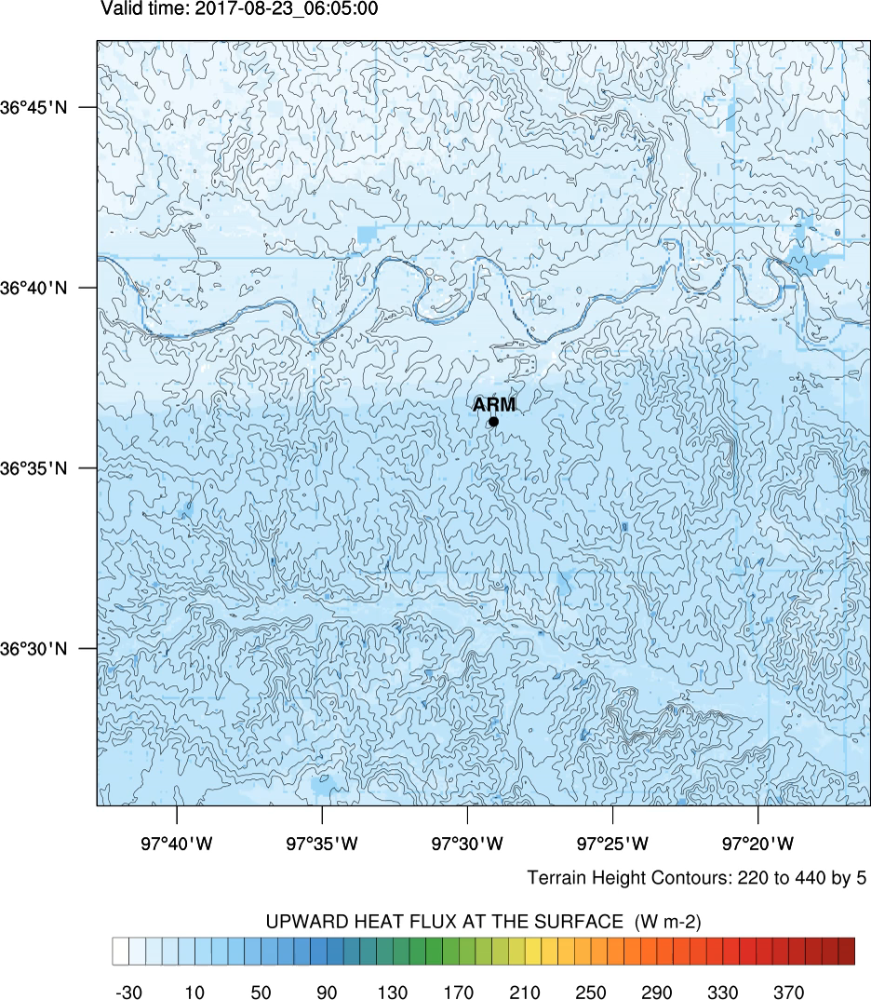 Valid time: 2017-08-23_06:05:00
36°45'N
36°40'N
ARM
36°35'N
36°30'N
97°40'W 97°35'W 97°30'W 97°25'W 97°20'W
Terrain Height Contours: 220 to 440 by 5
UPWARD HEAT FLUX AT THE SURFACE (W m-2)
-30 10 50 90 130 170 210 250 290 330 370